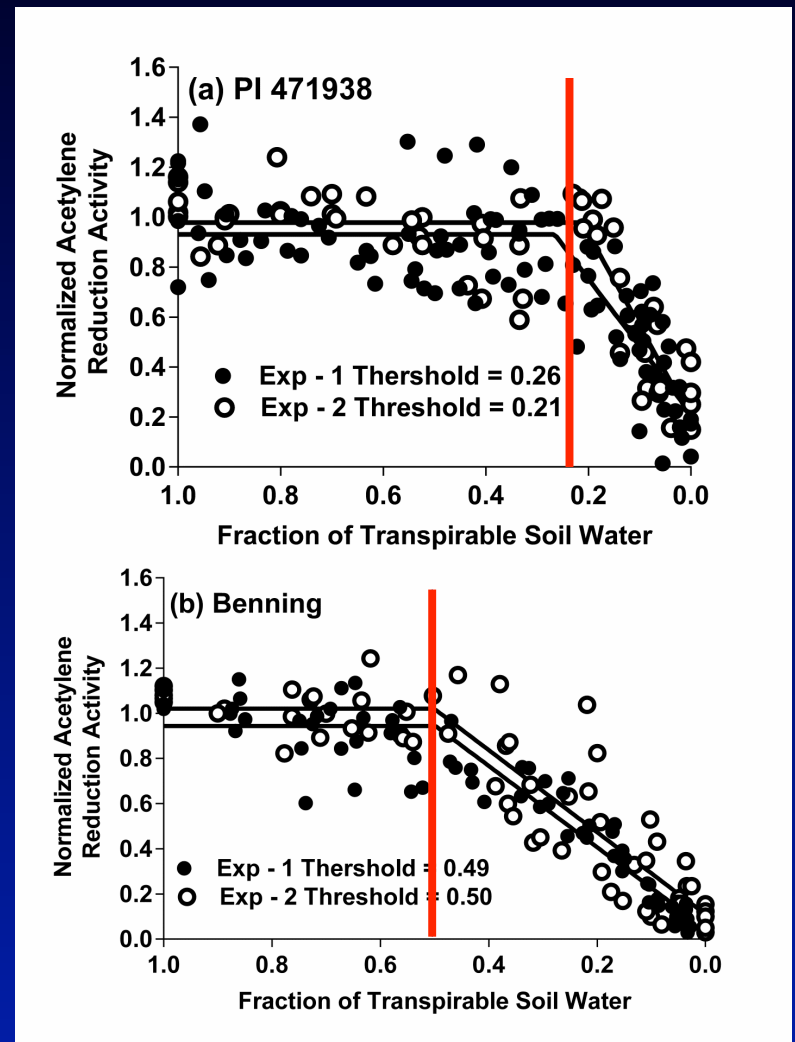 (a) PI 471938
Normalized Acetylene
Reduction Activity
1.6
1.4
1.2
1.0
0.8
0.6
0.4
0.2
0.0
Exp - 1 Thershold = 0.26
Exp - 2 Threshold = 0.21
1.0 0.8 0.6 0.4 0.2 0.0
Fraction of Transpirable Soil Water
(b) Benning
Normalized Acetylene
Reduction Activity
1.6
1.4
1.2
1.0
0.8
0.6
0.4
0.2
0.0
Exp - 1 Thershold = 0.49
Exp - 2 Threshold = 0.50
1.0 0.8 0.6 0.4 0.2 0.0
Fraction of Transpirable Soil Water